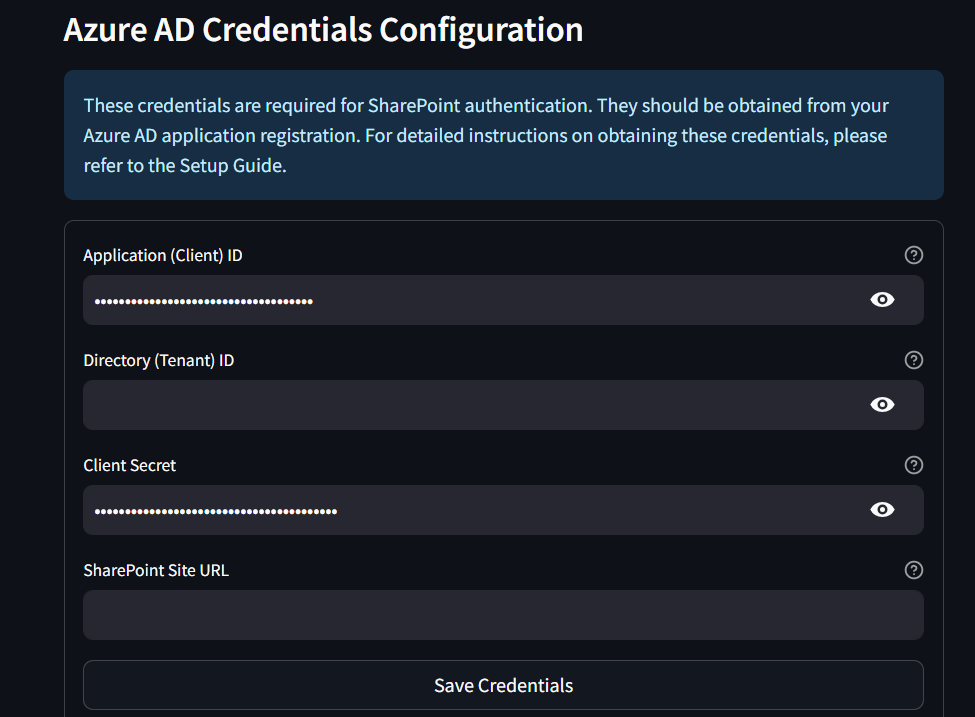 Azure AD Credentials Configuration
These credentials are required for SharePoint authentication. They should be obtained from your
Azure AD application registration. For detailed instructions on obtaining these credentials, please
refer to the Setup Guide.
Application (Client) ID
Directory (Tenant) ID
Client Secret
SharePoint Site URL
Save Credentials